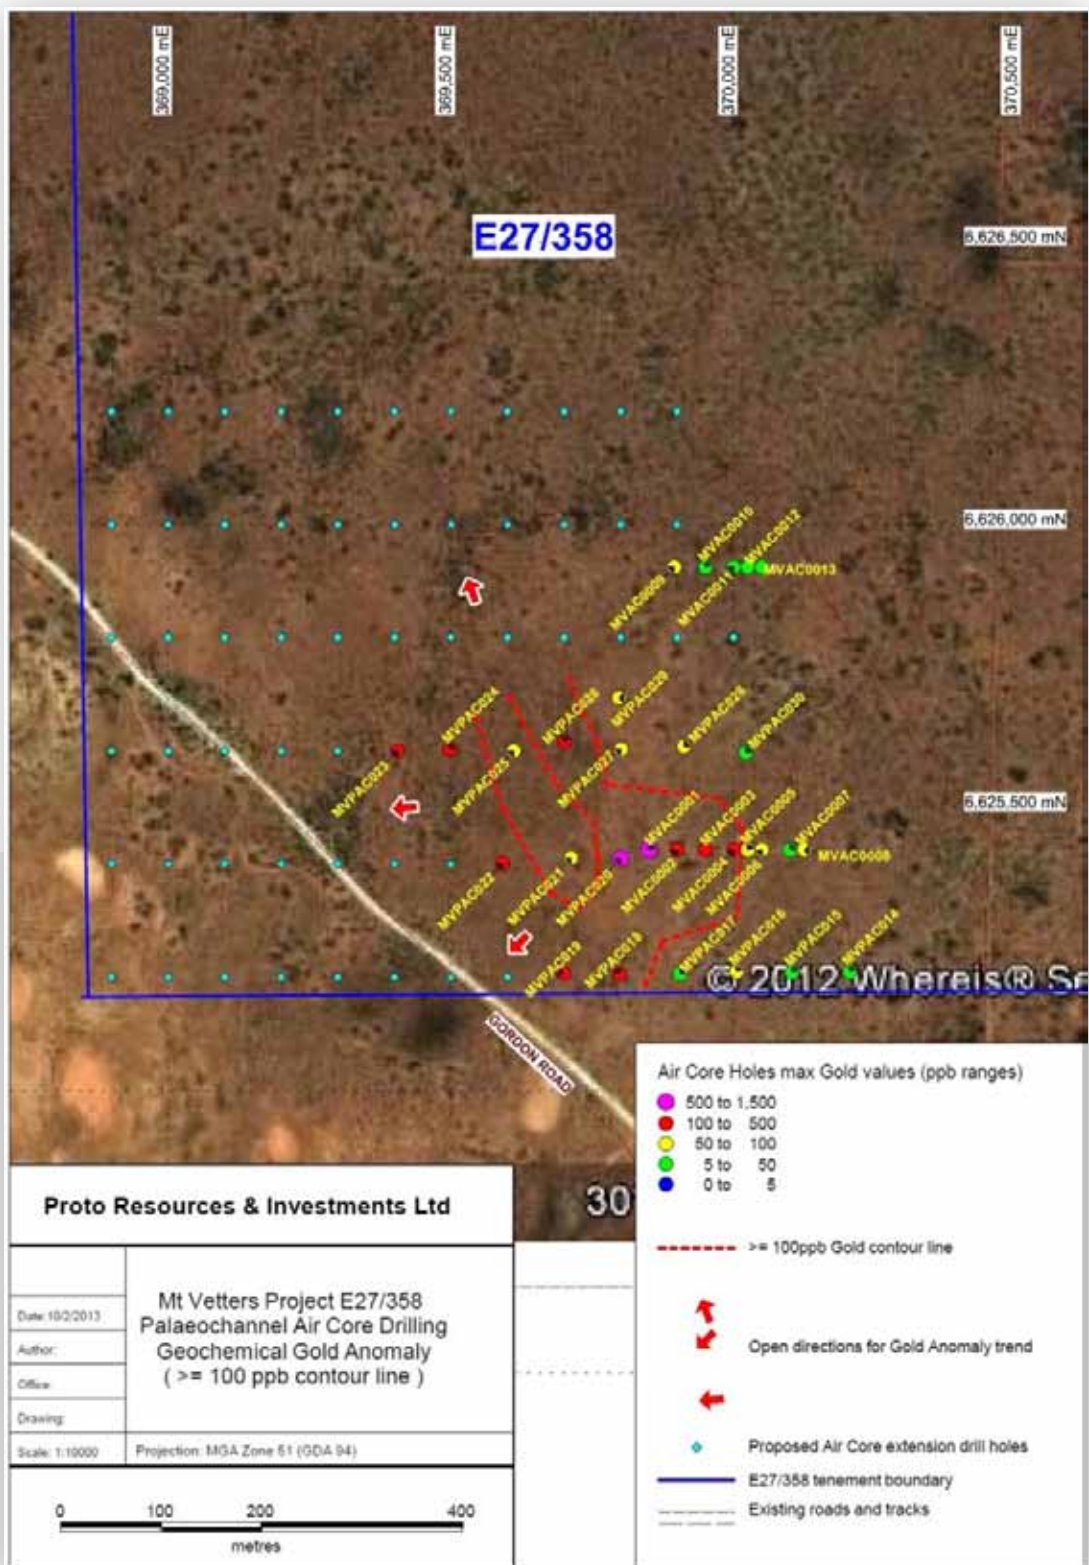 369,000 mE
369,500 mE
370,000 mE
370,500 mE
E27/358
6,626,500 mN
6,626,000 mN
MVAC0010
MVAC0012
MVAC0009
MVAC0011
MVAC0013
MVPAC024
MVPAC029
MVPAC030
MVPAC023
MVPAC025
MVPAC027
6,625,500 mN
MVAC0001
MVAC0003
MVAC0005
MVAC0007
MVAC0008
MVPAC022
MVPAC021
MVPAC020
MVAC0002
MVAC0004
MVAC0006
MVPAC019
MVPAC018
MVPAC017
MVPAC016
MVPAC015
MVPAC014
© 2012 Whereis® Se
GORDON ROAD
30
Air Core Holes max Gold values (ppb ranges)
500 to 1,500
100 to 500
50 to 100
5 to 50
0 to 5
>= 100ppb Gold contour line
Open directions for Gold Anomaly trend
Proposed Air Core extension drill holes
E27/358 tenement boundary
Existing roads and tracks
Proto Resources & Investments Ltd
Mt Vetters Project E27/358
Palaeochannel Air Core Drilling
Geochemical Gold Anomaly
( >= 100 ppb contour line )
Date: 10/2/2013
Author:
Office:
Drawing:
Scale: 1:10000
Projection: MGA Zone 51 (GDA 94)
0 100 200 400
metres